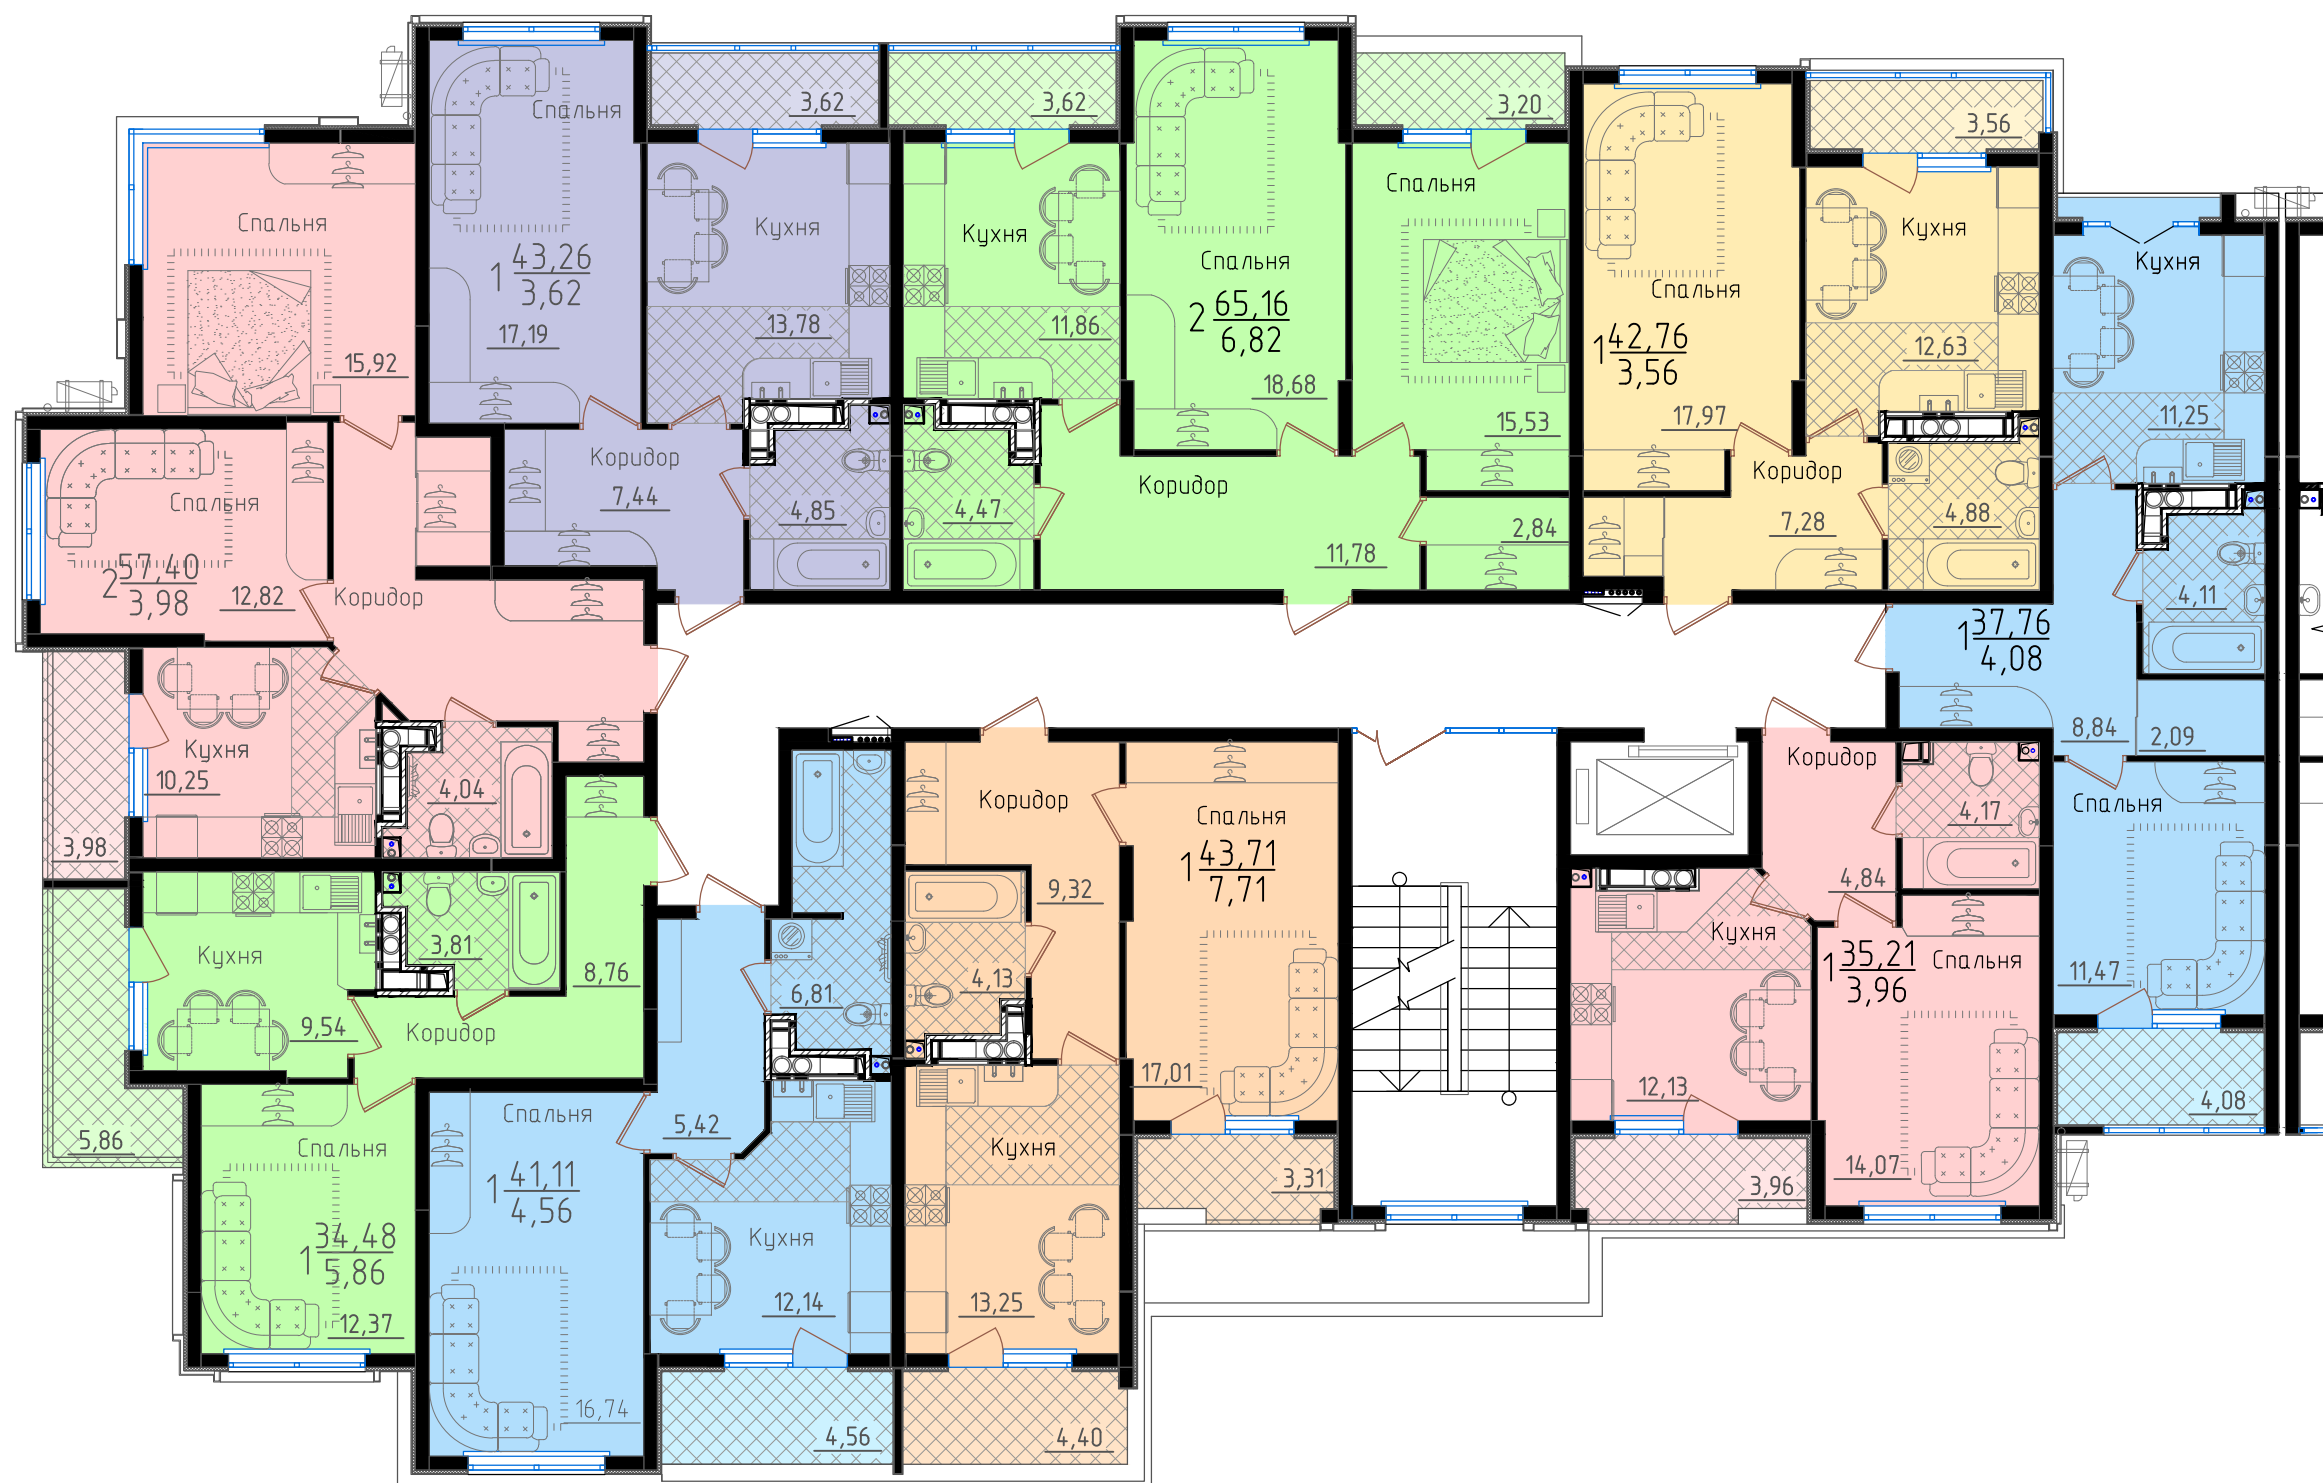 Спальня
15,92
Спальня
1 43,26
3,62
17,19
3,62
Кухня
13,78
Коридор
7,44
4,85
3,62
Кухня
11,86
4,47
Спальня
2 65,16
6,82
18,68
3,20
Спальня
15,53
Коридор
11,78
2,84
Спальня
1 42,76
3,56
17,97
3,56
Кухня
12,63
Коридор
7,28
4,88
Кухня
11,25
4,11
1 37,76
4,08
8,84
2,09
Спальня
11,47
4,08
Спальня
2 57,40
3,98
12,82
Коридор
Кухня
10,25
4,04
3,98
Кухня
9,54
3,81
8,76
Коридор
5,86
Спальня
1 34,48
5,86
12,37
Спальня
1 41,11
4,56
16,74
5,42
6,81
Кухня
12,14
4,56
Коридор
9,32
4,13
Спальня
1 43,71
7,71
17,01
3,31
Кухня
13,25
4,40
Коридор
4,84
4,17
Кухня
12,13
3,96
1 35,21
3,96
Спальня
14,07